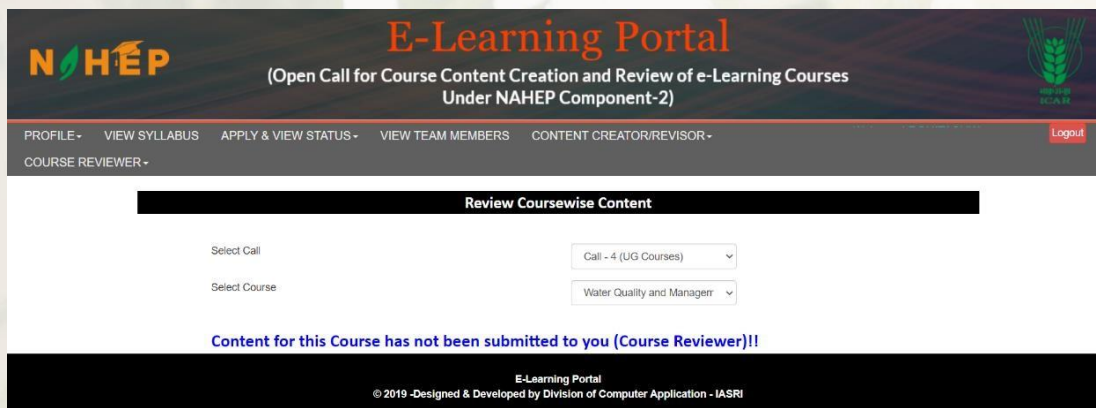 NAHEP
E-Learning Portal
(Open Call for Course Content Creation and Review of e-Learning Courses
Under NAHEP Component-2)
ICAR
PROFILE VIEW SYLLABUS APPLY & VIEW STATUS VIEW TEAM MEMBERS CONTENT CREATOR/REVISOR Logout
COURSE REVIEWER
Review Coursewise Content
Select Call Call - 4 (UG Courses)
Select Course Water Quality and Managem
Content for this Course has not been submitted to you (Course Reviewer)!!
E-Learning Portal
© 2019 -Designed & Developed by Division of Computer Application - IASRI